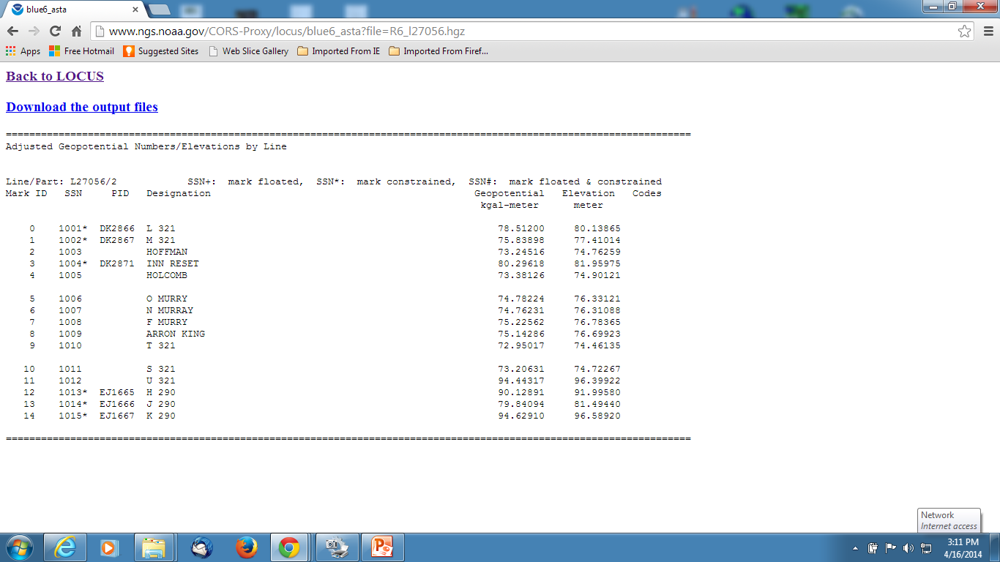 blue6_asta
www.ngs.noaa.gov/CORS-Proxy/locus/blue6_asta?file=R6_l27056.hgz
Apps Free Hotmail Suggested Sites Web Slice Gallery Imported From IE Imported From Firef...
Back to LOCUS
Download the output files
=====================================================================================================================
Adjusted Geopotential Numbers/Elevations by Line
Line/Part: L27056/2 SSN+: mark floated, SSN*: mark constrained, SSN#: mark floated & constrained
Mark ID SSN PID Designation Geopotential Elevation Codes
kgal-meter meter
0 1001* DK2866 L 321 78.51200 80.13865
1 1002* DK2867 M 321 75.83898 77.41014
2 1003 HOFFMAN 73.24516 74.76259
3 1004* DK2871 INN RESET 80.29618 81.95975
4 1005 HOLCOMB 73.38126 74.90121
5 1006 O MURRY 74.78224 76.33121
6 1007 N MURRAY 74.76231 76.31088
7 1008 F MURRY 75.22562 76.78365
8 1009 ARRON KING 75.14286 76.69923
9 1010 T 321 72.95017 74.46135
10 1011 S 321 73.20631 74.72267
11 1012 U 321 94.44317 96.39922
12 1013* EJ1665 H 290 90.12891 91.99580
13 1014* EJ1666 J 290 79.84094 81.49440
14 1015* EJ1667 K 290 94.62910 96.58920
=====================================================================================================================
Network
Internet access
3:11 PM
4/16/2014